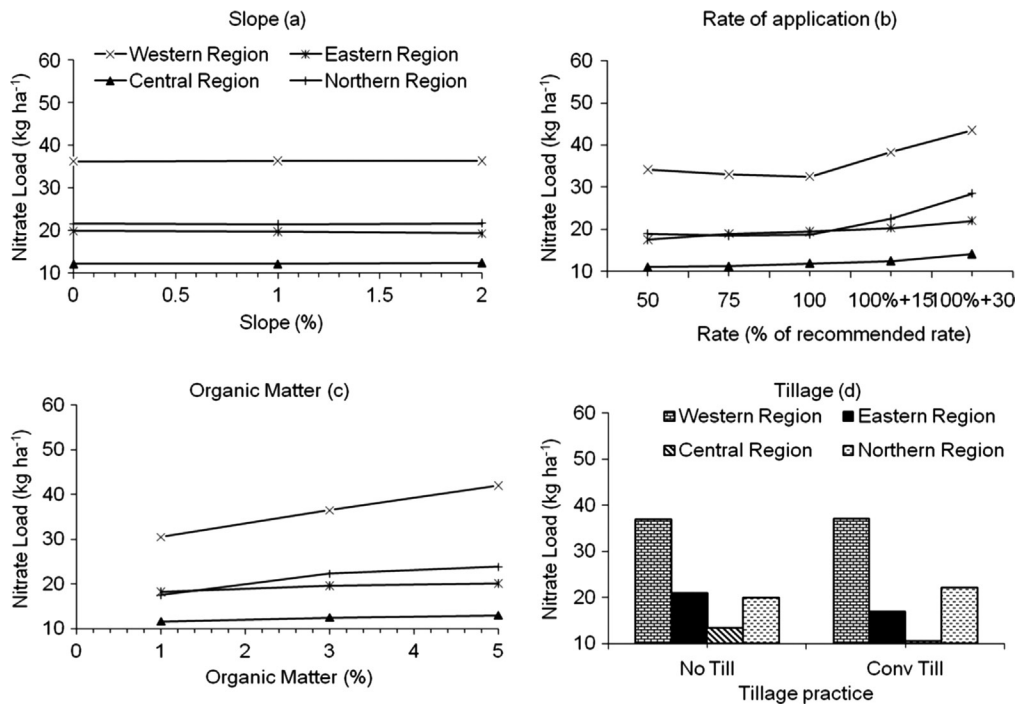 Slope (a)
60
50
40
30
20
10
Western Region
Eastern Region
Central Region
Northern Region
Nitrate Load (kg ha⁻¹)
0
0.5
1
1.5
2
Slope (%)
Rate of application (b)
60
50
40
30
20
10
Nitrate Load (kg ha⁻¹)
50
75
100
100%+15
100%+30
Rate (% of recommended rate)
Organic Matter (c)
60
50
40
30
20
10
Nitrate Load (kg ha⁻¹)
0
1
2
3
4
5
Organic Matter (%)
Tillage (d)
60
50
40
30
20
10
Western Region
Eastern Region
Central Region
Northern Region
Nitrate Load (kg ha⁻¹)
No Till
Conv Till
Tillage practice